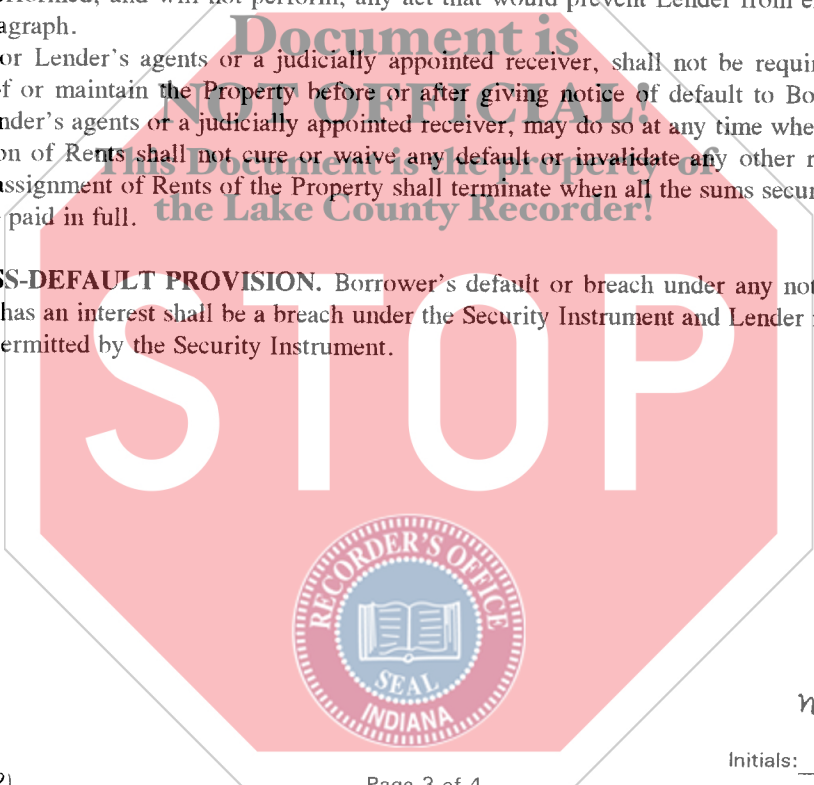 rformed, and will not perform, any act that would prevent Lender from e
agraph.
Document is
or Lender's agents or a judicially appointed receiver, shall not be requir
f or maintain the Property before or after giving notice of default to Bo
NOT OFFICIAL!
nder's agents or a judicially appointed receiver, may do so at any time whe
on of Rents shall not cure or waive any default or invalidate any other r
This Document is the property of
assignment of Rents of the Property shall terminate when all the sums secur
paid in full.
the Lake County Recorder!
SS-DEFAULT PROVISION. Borrower's default or breach under any not
has an interest shall be a breach under the Security Instrument and Lender
ermitted by the Security Instrument.
STOP
RECORDER'S OFFICE
SEAL
INDIANA
Initials:
Page 3 of 4